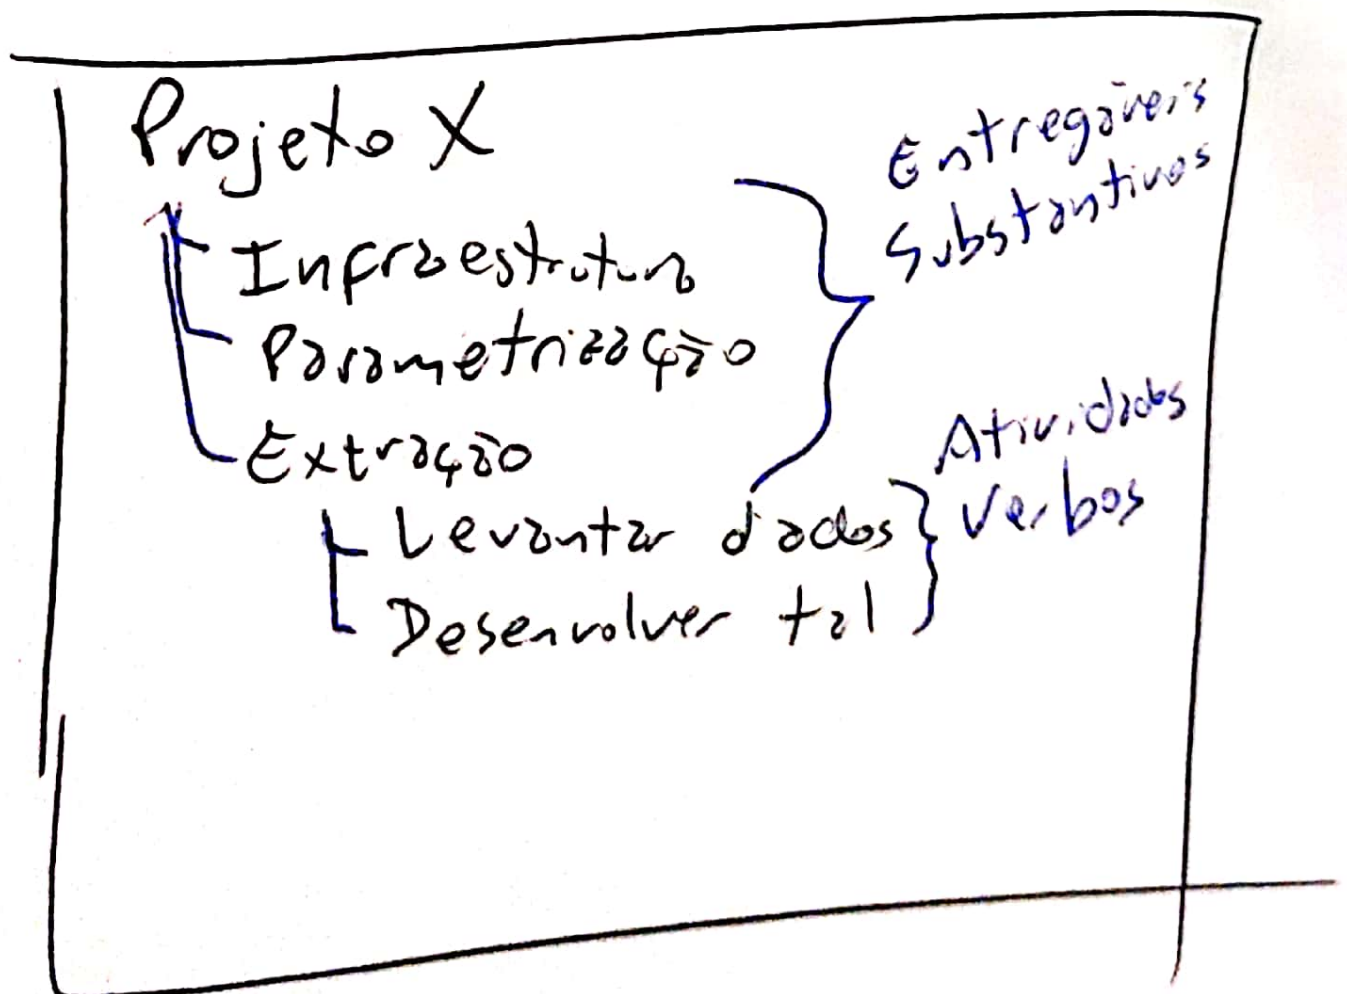 Projeto X
Entregáveis
Substantivos
Infraestrutura
Parametrização
Extração
Atividades
Verbos
Levantar dados
Desenvolver tal